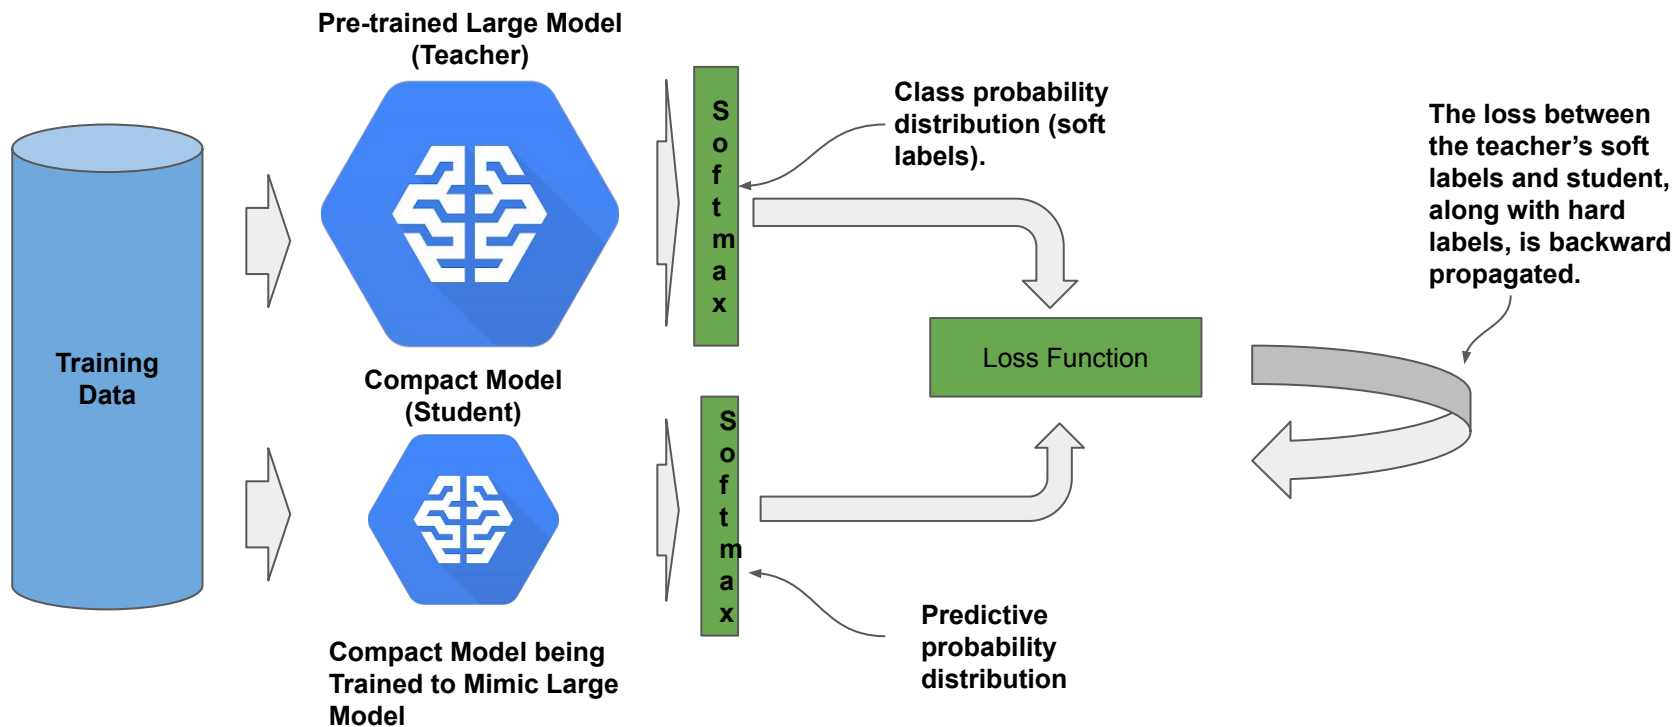 Pre-trained Large Model
(Teacher)
Softmax
Class probability
distribution (soft
labels).
The loss between
the teacher’s soft
labels and student,
along with hard
labels, is backward
propagated.
Training
Data
Loss Function
Compact Model
(Student)
Softmax
Predictive
probability
distribution
Compact Model being
Trained to Mimic Large
Model